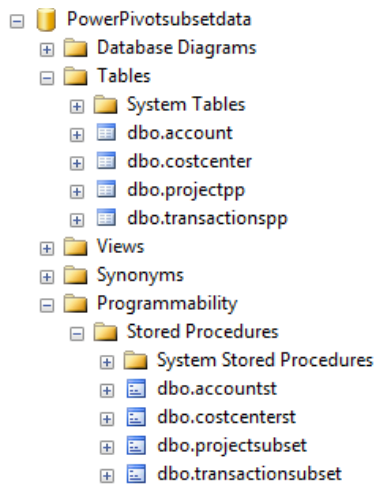 PowerPivotsubsetdata
Database Diagrams
Tables
System Tables
dbo.account
dbo.costcenter
dbo.projectpp
dbo.transactionspp
Views
Synonyms
Programmability
Stored Procedures
System Stored Procedures
dbo.accountst
dbo.costcenterst
dbo.projectsubset
dbo.transactionsubset